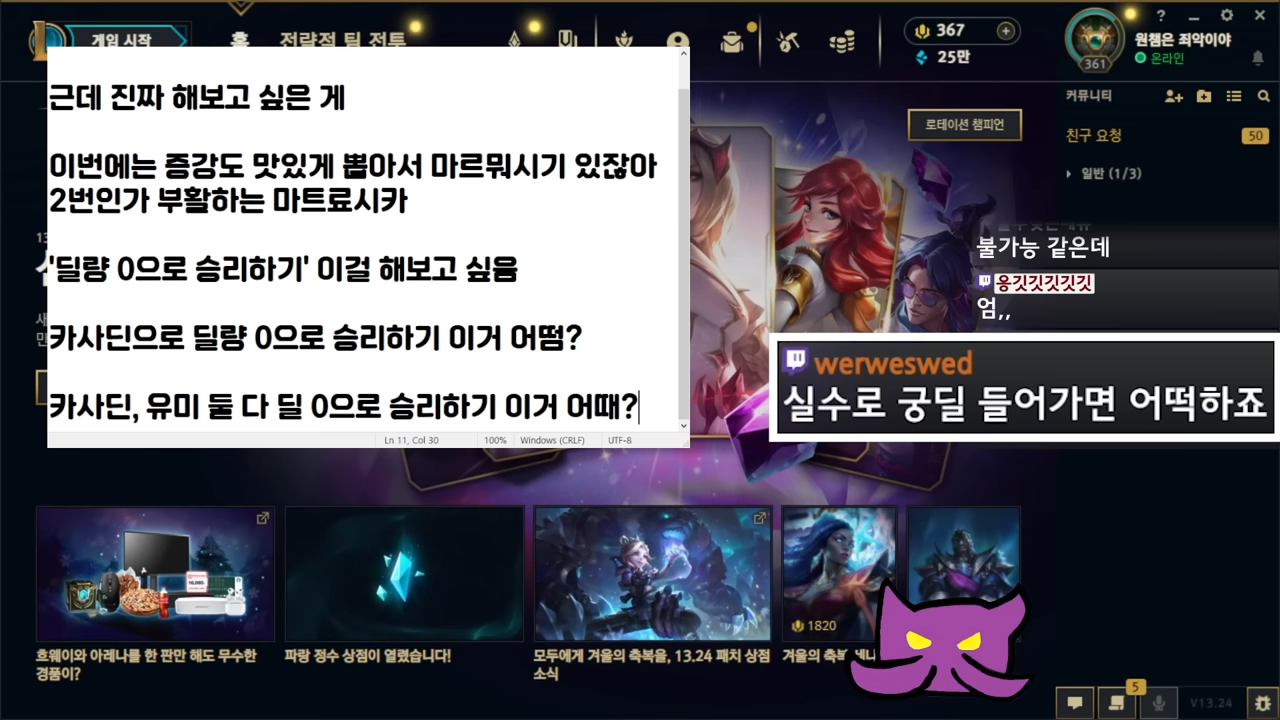 게임 시작
홈
전략적 팀 전투
367
25만
361
원챔은 죄악이야
온라인
커뮤니티
로테이션 챔피언
친구 요청
50
일반 (1/3)
근데 진짜 해보고 싶은 게
이번에는 증강도 맛있게 뽑아서 마르뭐시기 있잖아
2번인가 부활하는 마트료시카
'딜량 0으로 승리하기' 이걸 해보고 싶음
카사딘으로 딜량 0으로 승리하기 이거 어떰?
카사딘, 유미 둘 다 딜 0으로 승리하기 이거 어때?
Ln 11, Col 30
100%
Windows (CRLF)
UTF-8
불가능 같은데
응깃깃깃깃깃
엄,,
werweswed
실수로 궁딜 들어가면 어떡하죠
1820
흐웨이와 아레나를 한 판만 해도 무수한
경품이?
파랑 정수 상점이 열렸습니다!
모두에게 겨울의 축복을, 13.24 패치 상점
소식
겨울의 축복
5
V13.24